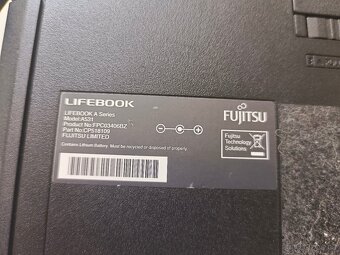 LIFEBOOK
LIFEBOOK A Series
Model:A531
Product No:FPC03406BZ
Part No:CP518109
FUJITSU LIMITED
Contains Lithium Battery. Must be recycled or disposed of properly.
FUJITSU
Fujitsu
Technology
Solutions